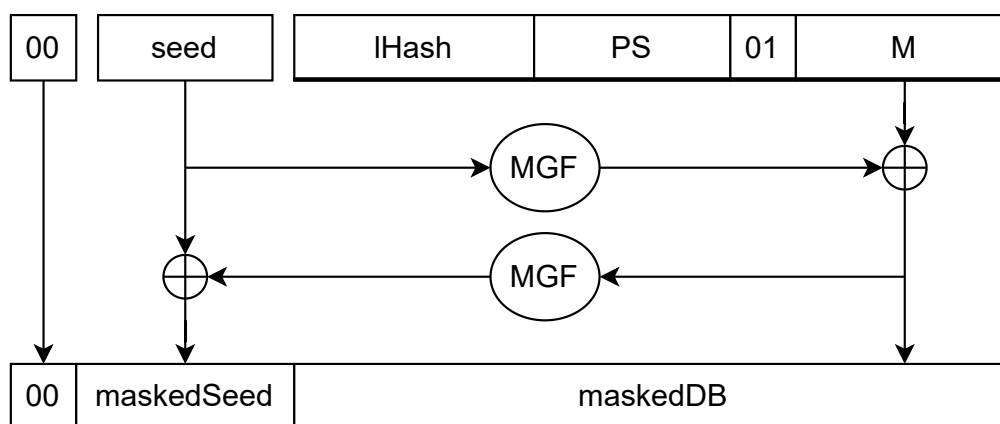 00 seed lHash PS 01 M
MGF
MGF
00 maskedSeed maskedDB